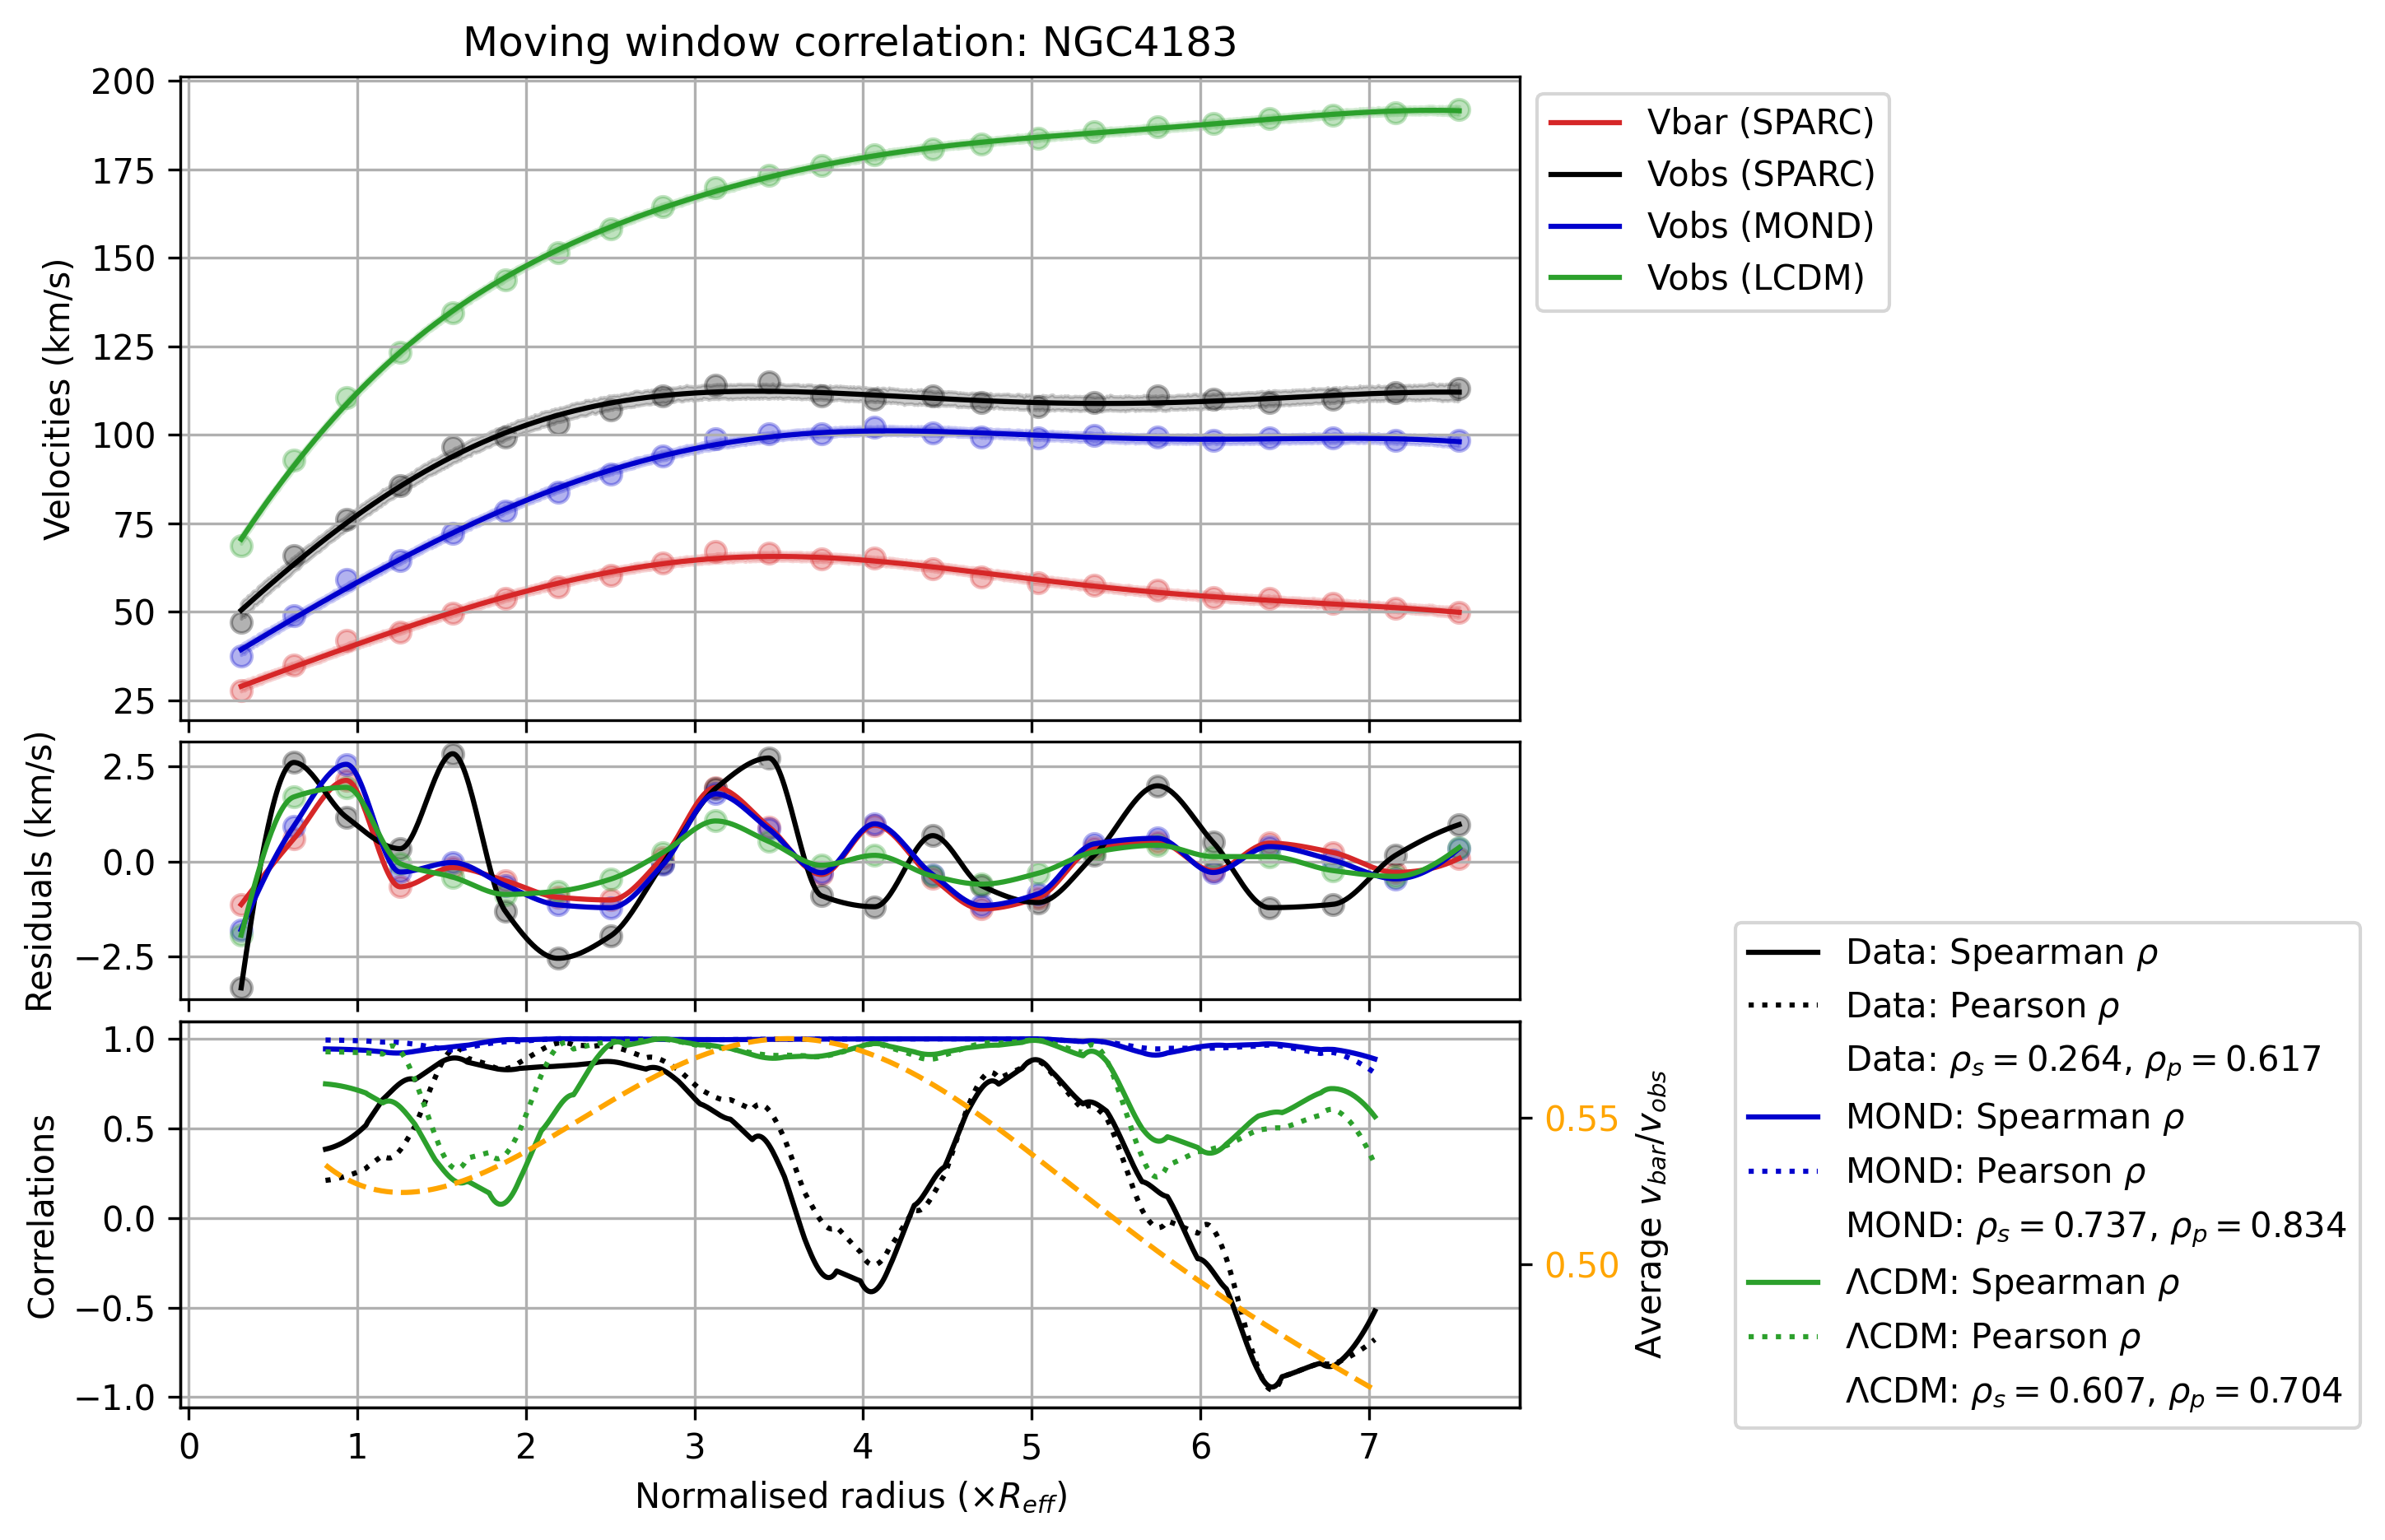 Moving window correlation: NGC4183
200
175
150
125
100
75
50
25
Velocities (km/s)
Vbar (SPARC)
Vobs (SPARC)
Vobs (MOND)
Vobs (LCDM)
2.5
0.0
−2.5
Residuals (km/s)
1.0
0.5
0.0
−0.5
−1.0
Correlations
0.55
0.50
Average v_bar/v_obs
0 1 2 3 4 5 6 7
Normalised radius (×R_eff)
Data: Spearman ρ
Data: Pearson ρ
Data: ρ_s = 0.264, ρ_p = 0.617
MOND: Spearman ρ
MOND: Pearson ρ
MOND: ρ_s = 0.737, ρ_p = 0.834
ΛCDM: Spearman ρ
ΛCDM: Pearson ρ
ΛCDM: ρ_s = 0.607, ρ_p = 0.704